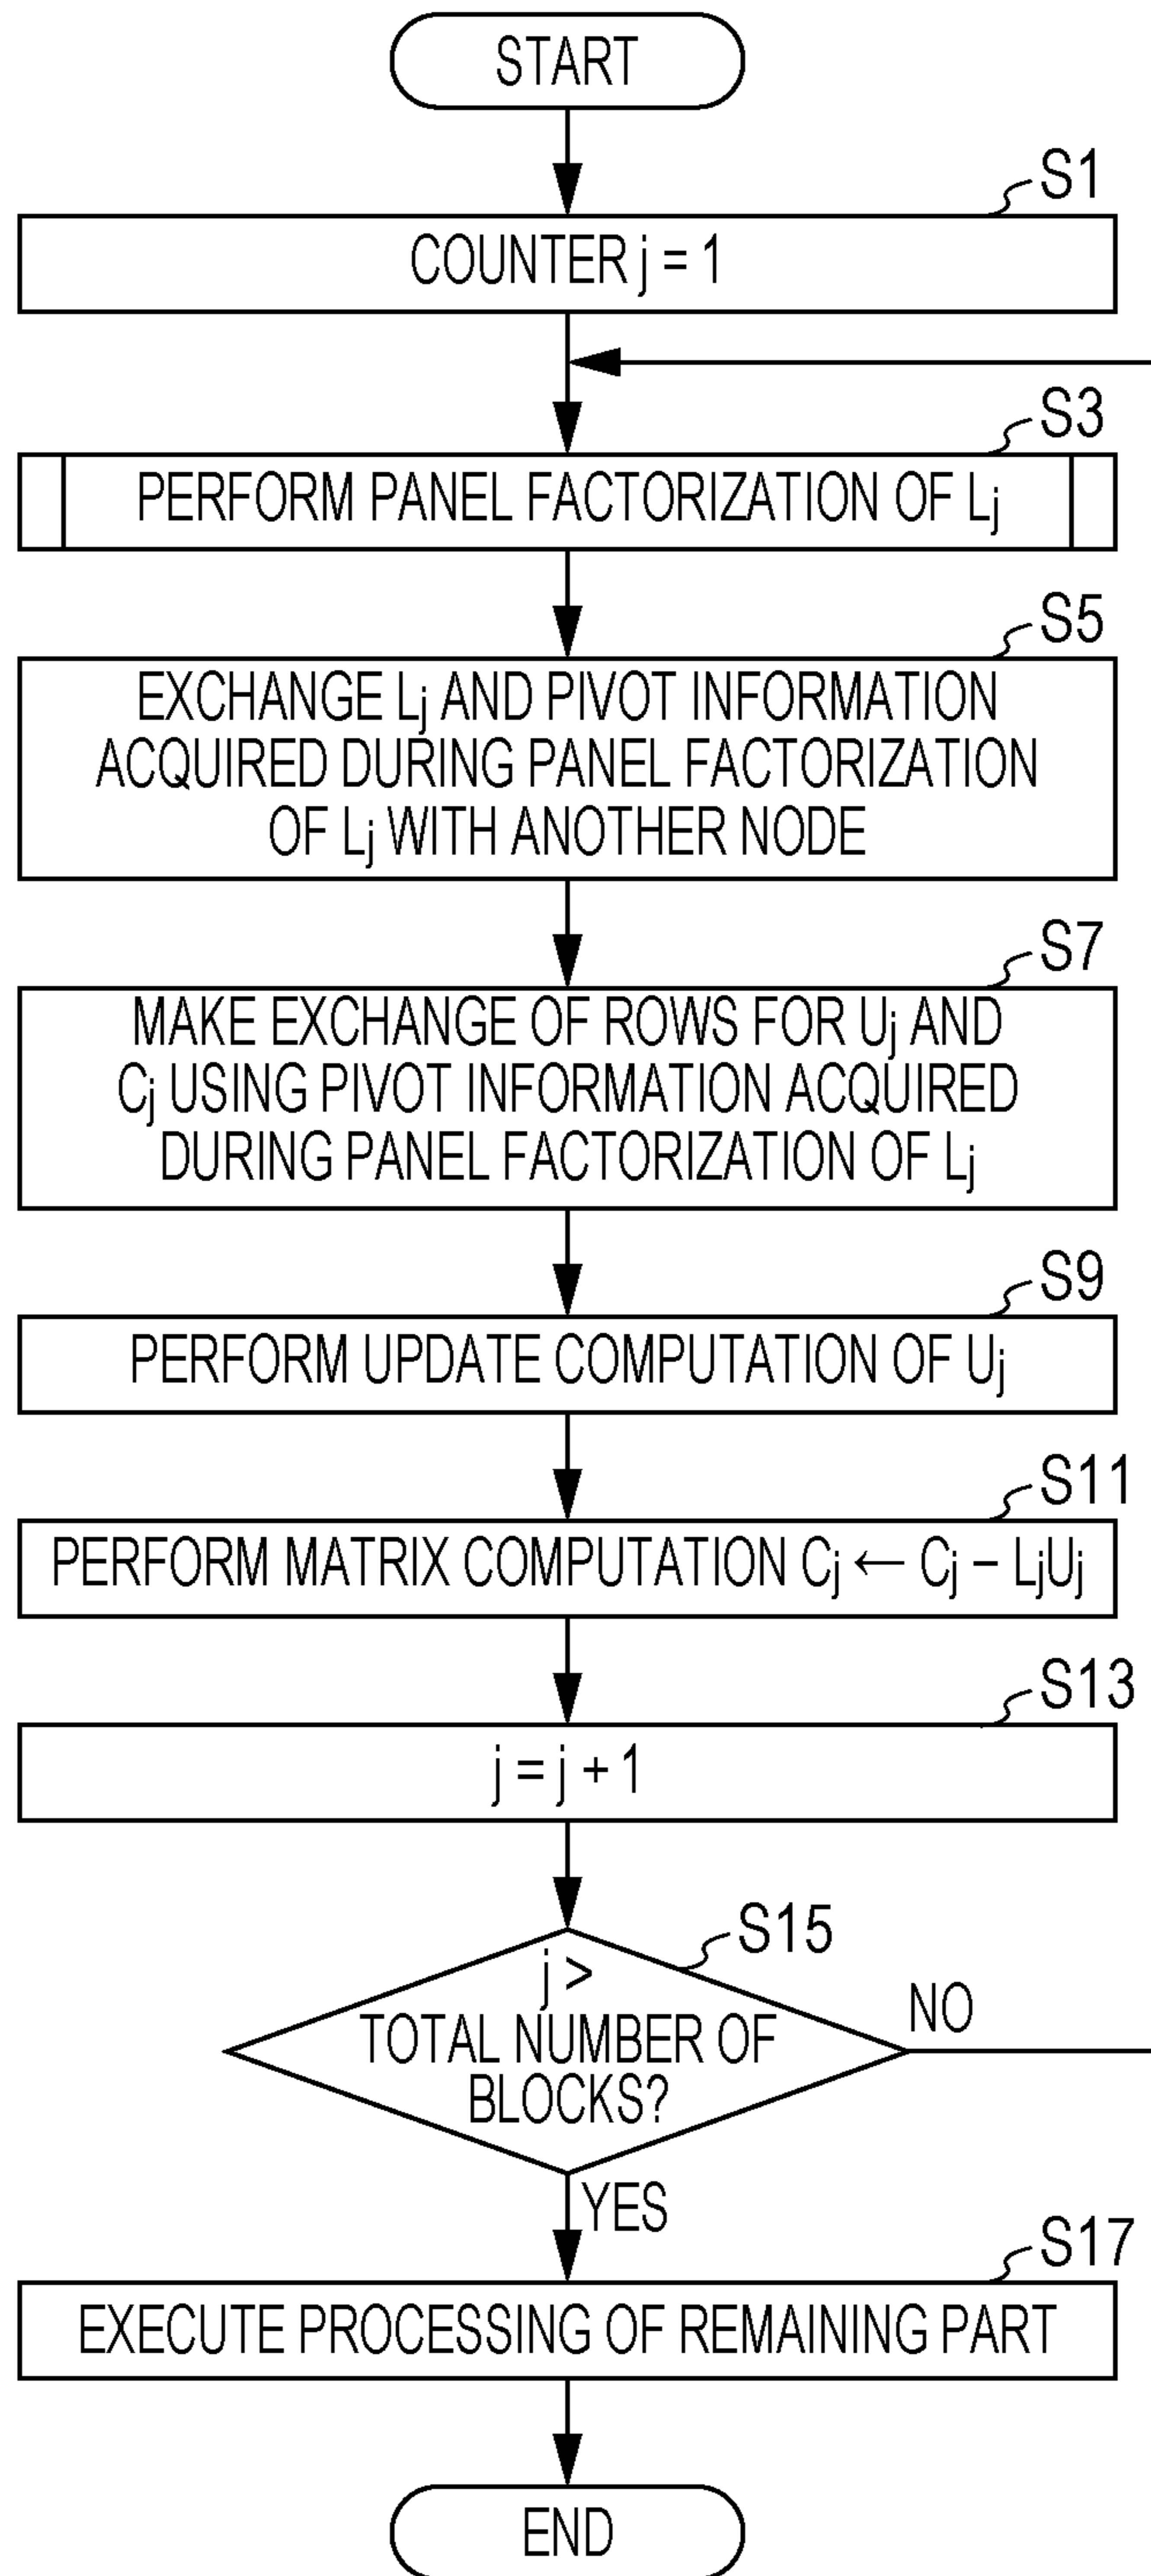 START
S1
COUNTER j = 1
S3
PERFORM PANEL FACTORIZATION OF Lj
S5
EXCHANGE Lj AND PIVOT INFORMATION
ACQUIRED DURING PANEL FACTORIZATION
OF Lj WITH ANOTHER NODE
S7
MAKE EXCHANGE OF ROWS FOR Uj AND
Cj USING PIVOT INFORMATION ACQUIRED
DURING PANEL FACTORIZATION OF Lj
S9
PERFORM UPDATE COMPUTATION OF Uj
S11
PERFORM MATRIX COMPUTATION Cj ← Cj – LjUj
S13
j = j + 1
S15
j >
TOTAL NUMBER OF
BLOCKS?
NO
YES
S17
EXECUTE PROCESSING OF REMAINING PART
END